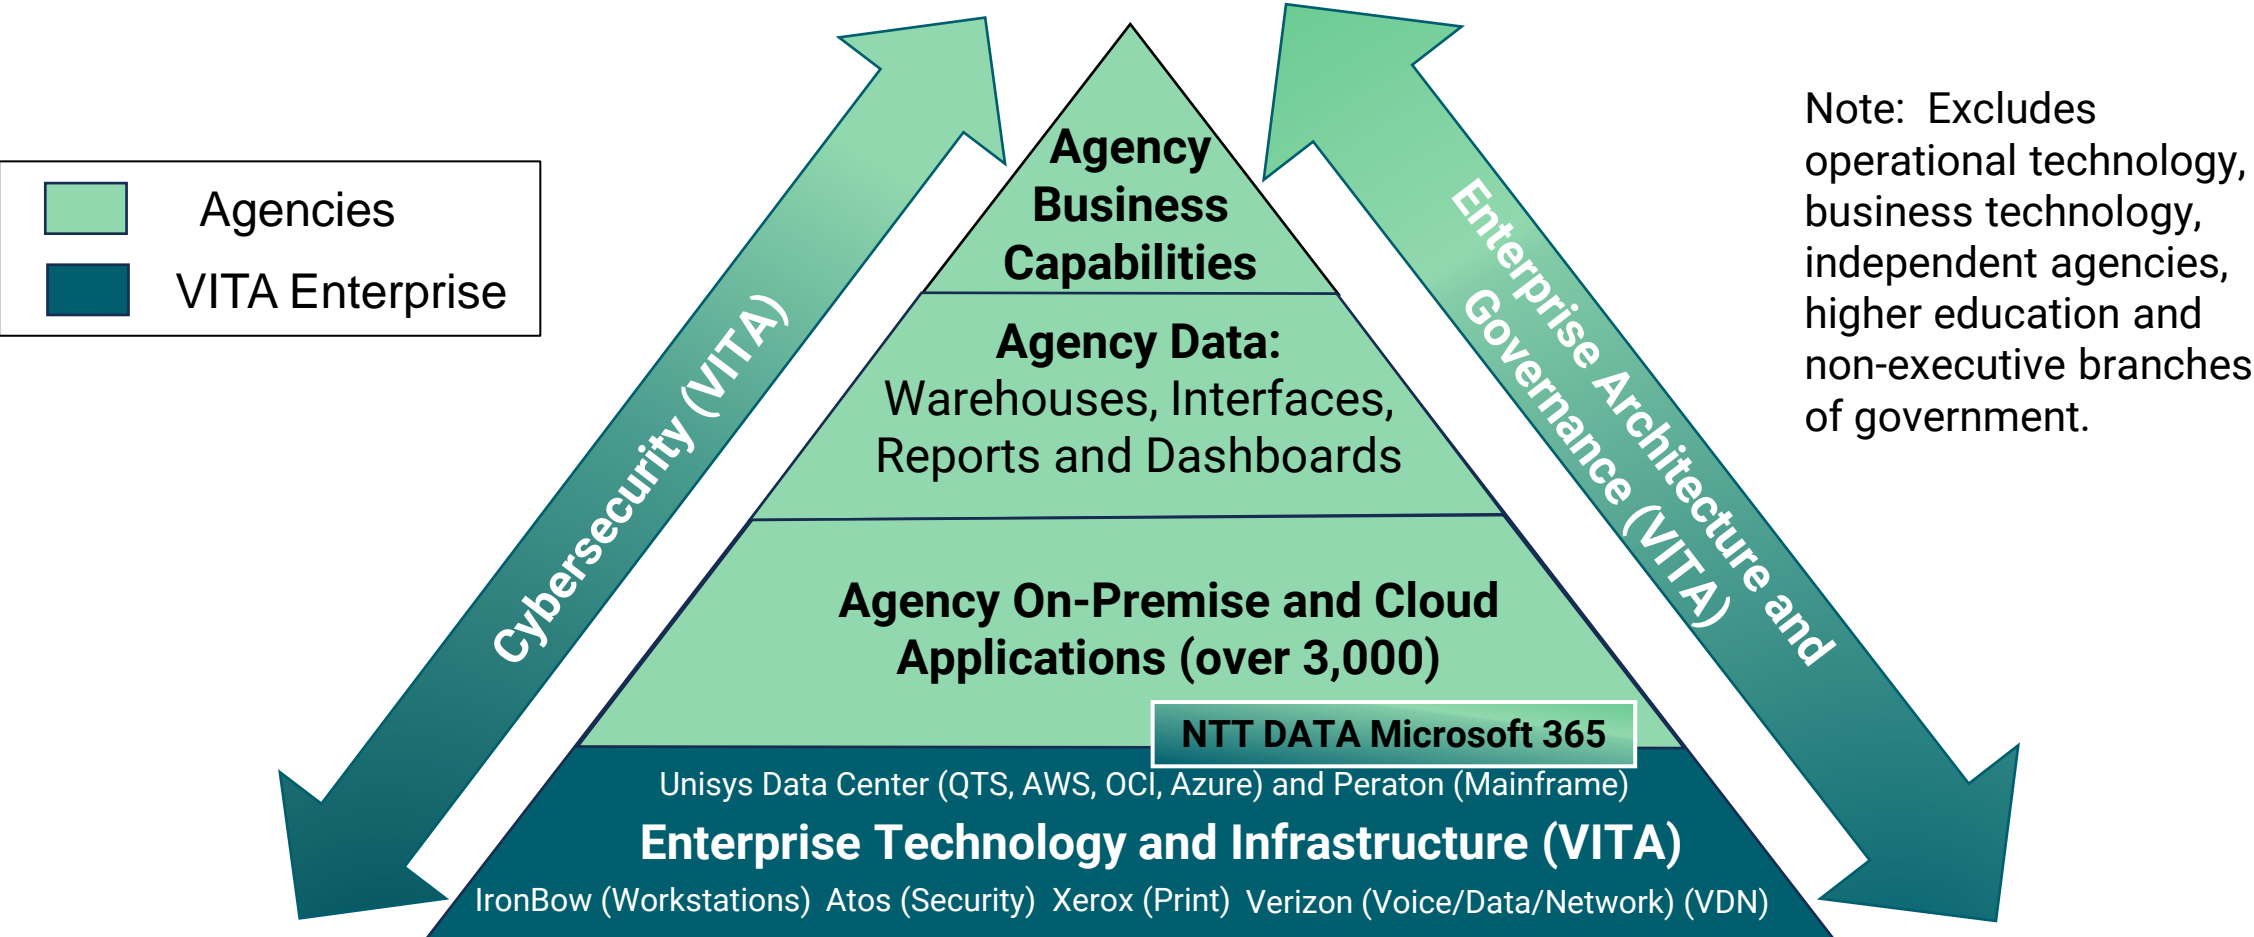 Agencies
VITA Enterprise
Cybersecurity (VITA)
Agency
Business
Capabilities
Agency Data:
Warehouses, Interfaces,
Reports and Dashboards
Agency On-Premise and Cloud
Applications (over 3,000)
NTT DATA Microsoft 365
Unisys Data Center (QTS, AWS, OCI, Azure) and Peraton (Mainframe)
Enterprise Technology and Infrastructure (VITA)
IronBow (Workstations) Atos (Security) Xerox (Print) Verizon (Voice/Data/Network) (VDN)
Enterprise Architecture and
Governance (VITA)
Note: Excludes
operational technology,
business technology,
independent agencies,
higher education and
non-executive branches
of government.